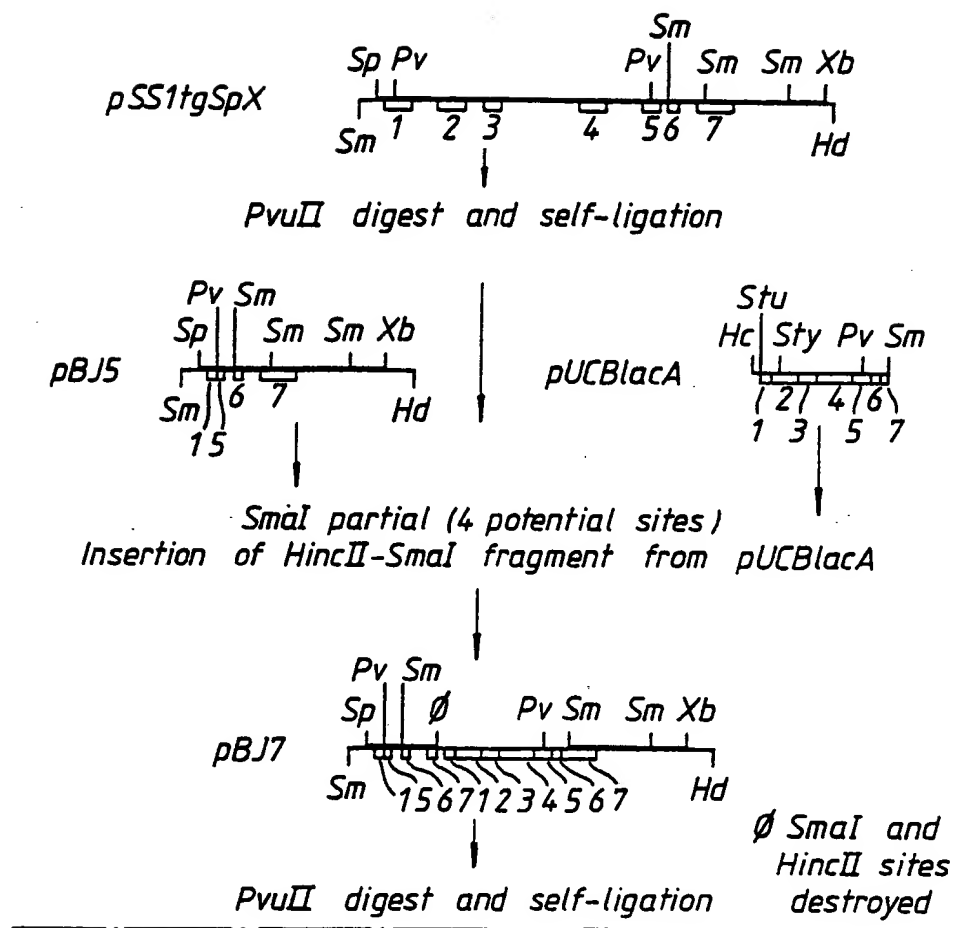 Sm
Sp Pv Pv Sm Sm Xb
pSS1tgSpX
1 2 3 4 5 6 7
Sm Hd
PvuII digest and self-ligation
Pv Sm
Sp Sm Sm Xb
pBJ5
6 7
Sm Hd
1 5
Stu
Hc Sty Pv Sm
pUCBlacA
2 4 6
1 3 5 7
SmaI partial (4 potential sites)
Insertion of HincII-SmaI fragment from pUCBlacA
Pv Sm
Sp ø Pv Sm Sm Xb
pBJ7
Sm 1 5 6 7 1 2 3 4 5 6 7 Hd
ø SmaI and
HincII sites
destroyed
PvuII digest and self-ligation